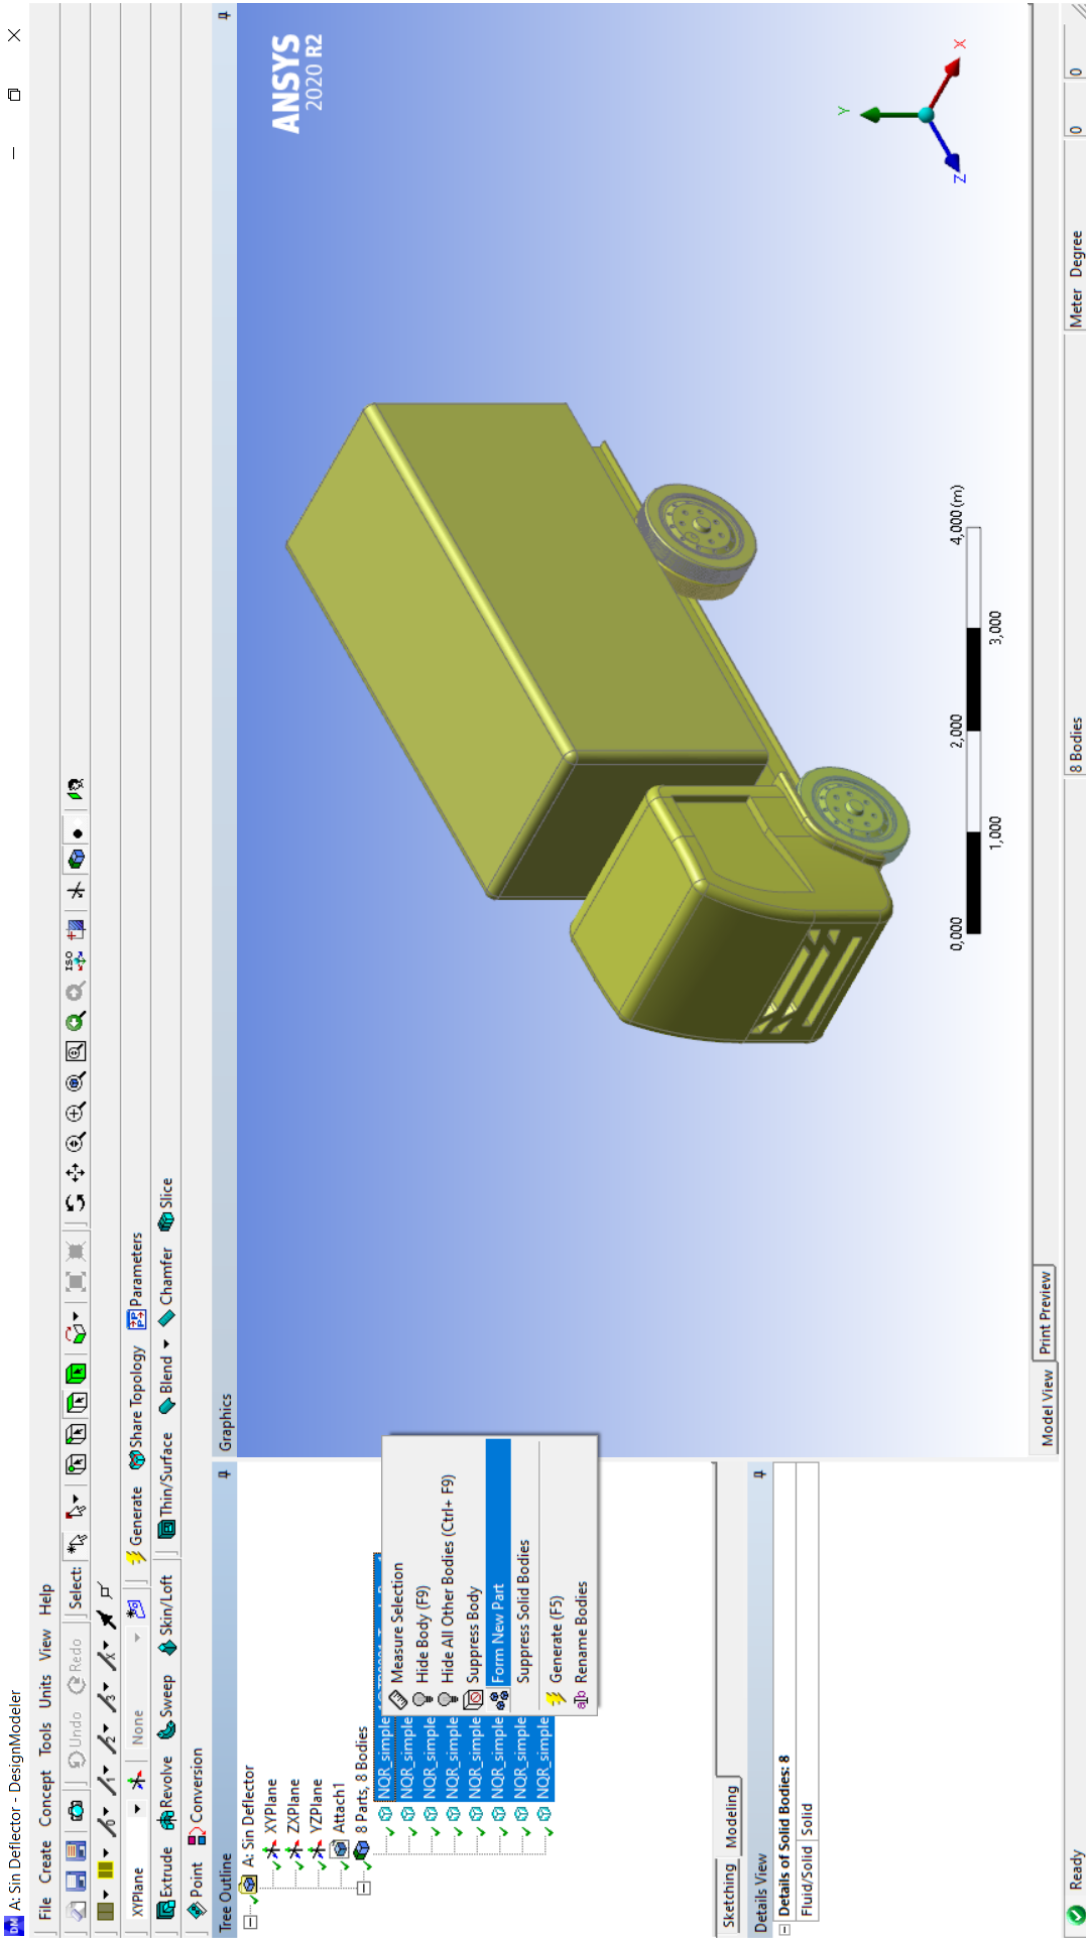 DM A: Sin Deflector - DesignModeler
File Create Concept Tools Units View Help
Undo Redo Select:
ISO
XYPlane None Generate Share Topology Parameters
Extrude Revolve Sweep Skin/Loft Thin/Surface Blend Chamfer Slice
Point Conversion
Tree Outline
A: Sin Deflector
XYPlane
ZXPlane
YZPlane
Attach1
8 Parts, 8 Bodies
NQR_simple
NQR_simple
NQR_simple
NQR_simple
NQR_simple
NQR_simple
NQR_simple
NQR_simple
Measure Selection
Hide Body (F9)
Hide All Other Bodies (Ctrl+ F9)
Suppress Body
Form New Part
Suppress Solid Bodies
Generate (F5)
Rename Bodies
Sketching Modeling
Details View
Details of Solid Bodies: 8
Fluid/Solid Solid
Graphics
ANSYS
2020 R2
0,000 2,000 4,000 (m)
1,000 3,000
Y
Z
X
Model View Print Preview
Ready 8 Bodies Meter Degree 0 0